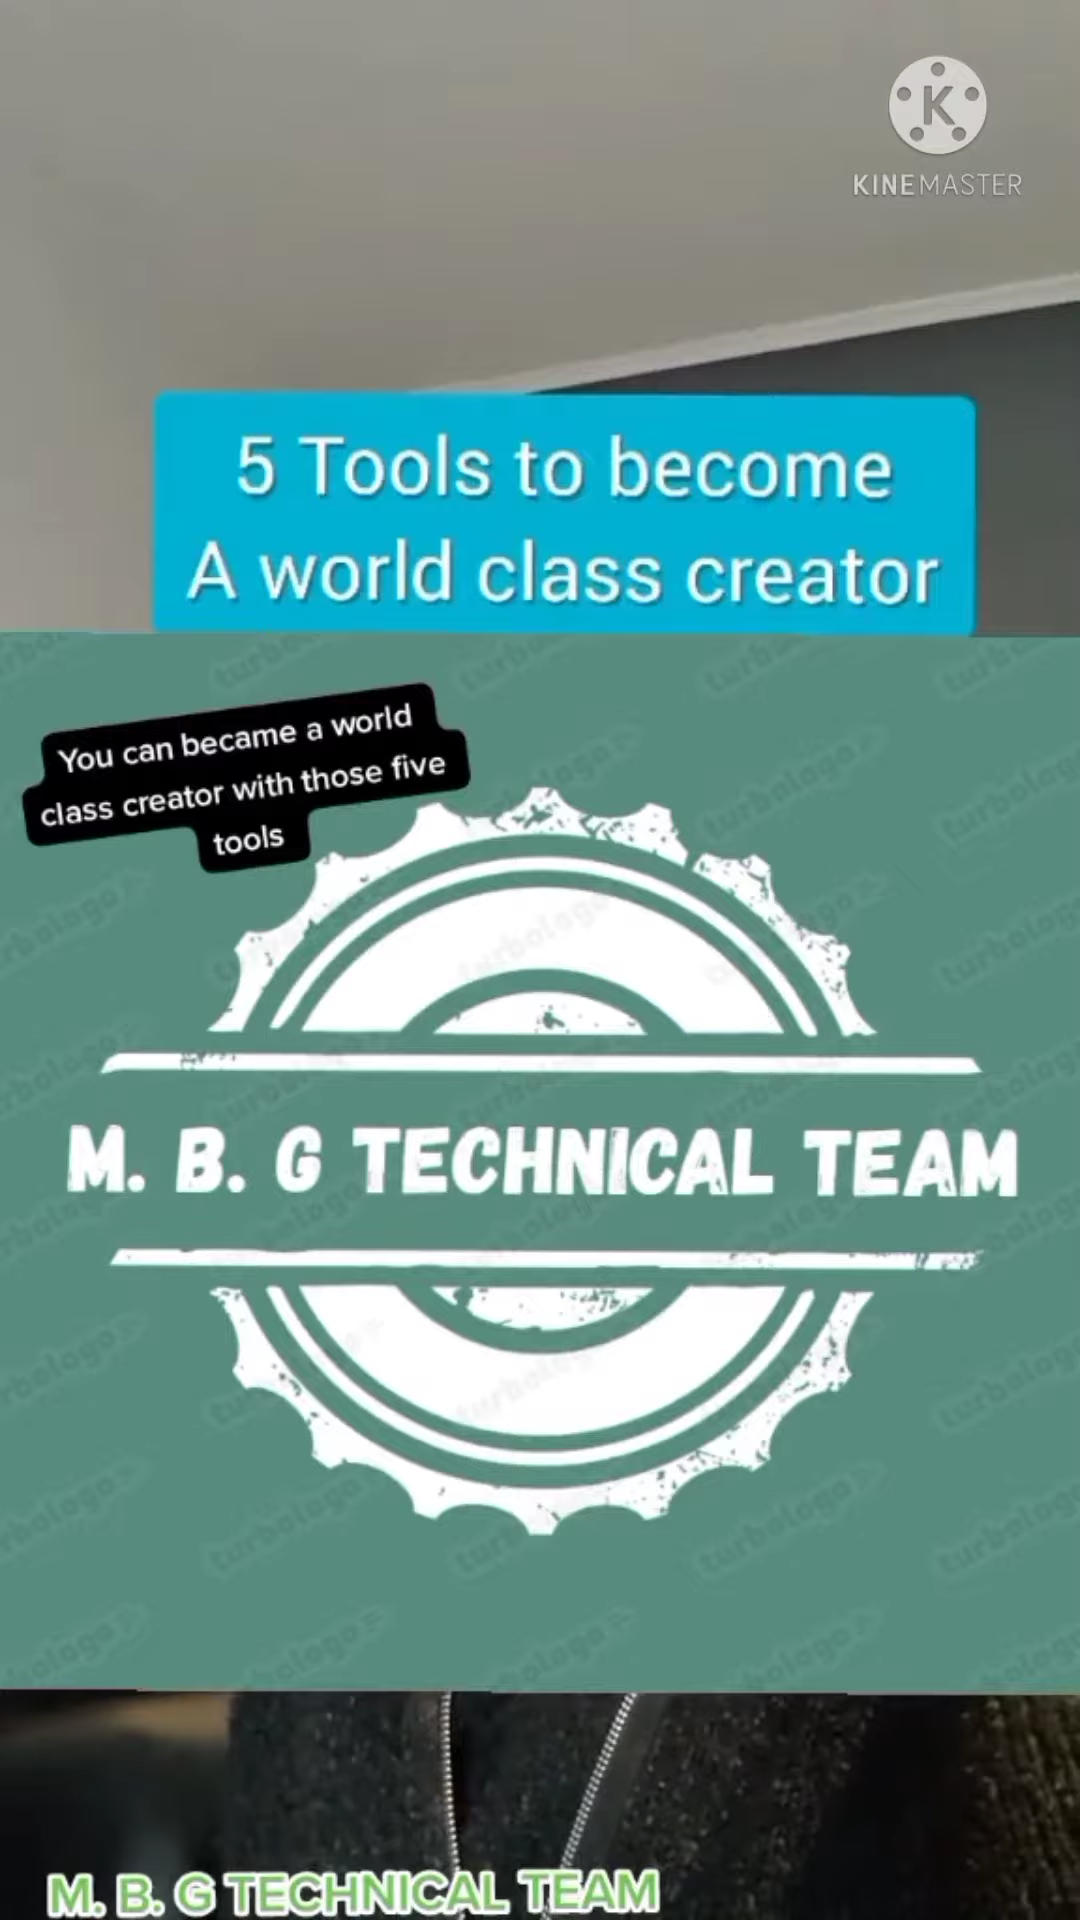 KINEMASTER
5 Tools to become
A world class creator
You can became a world
class creator with those five
tools
M. B. G TECHNICAL TEAM
M. B. G TECHNICAL TEAM